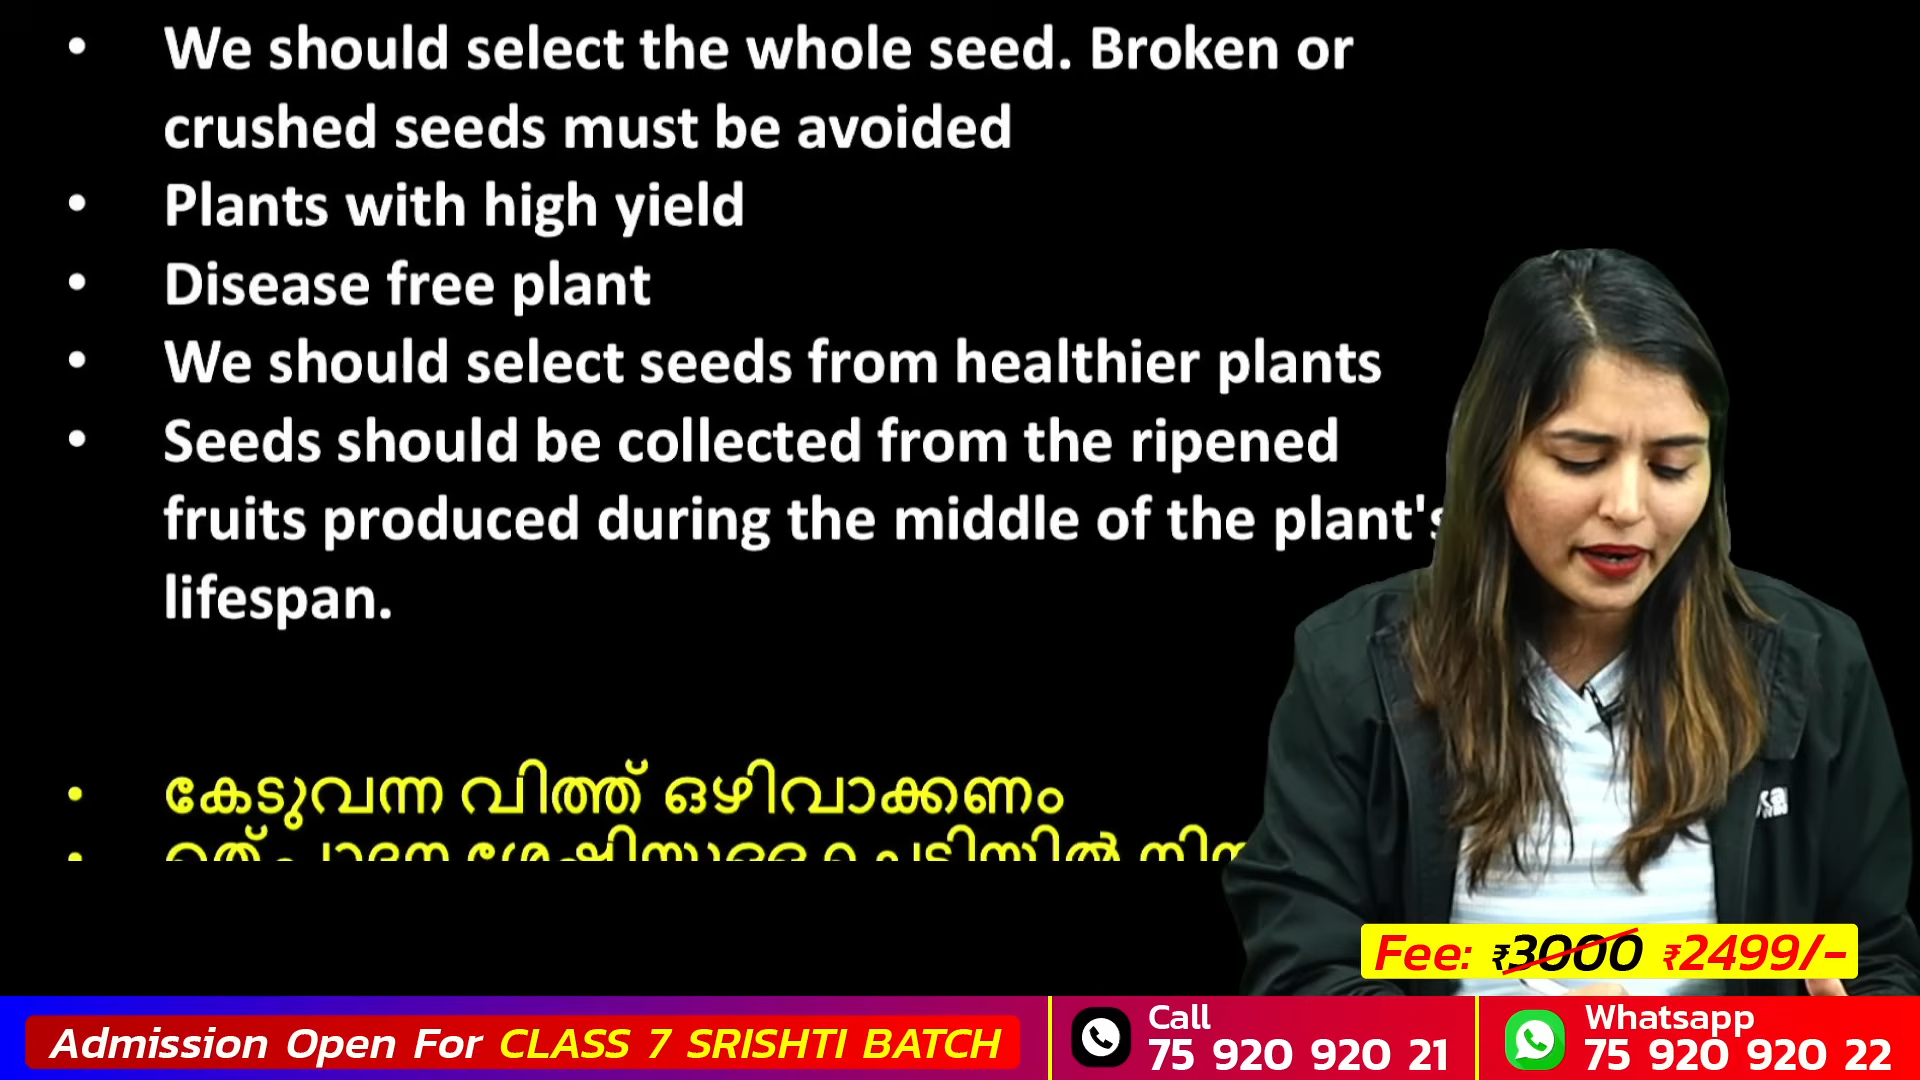 • We should select the whole seed. Broken or
crushed seeds must be avoided
• Plants with high yield
• Disease free plant
• We should select seeds from healthier plants
• Seeds should be collected from the ripened
fruits produced during the middle of the plant's
lifespan.
• കേടുവന്ന വിത്ത് ഒഴിവാക്കണം
Fee: ₹3000 ₹2499/-
Admission Open For CLASS 7 SRISHTI BATCH
Call
75 920 920 21
Whatsapp
75 920 920 22